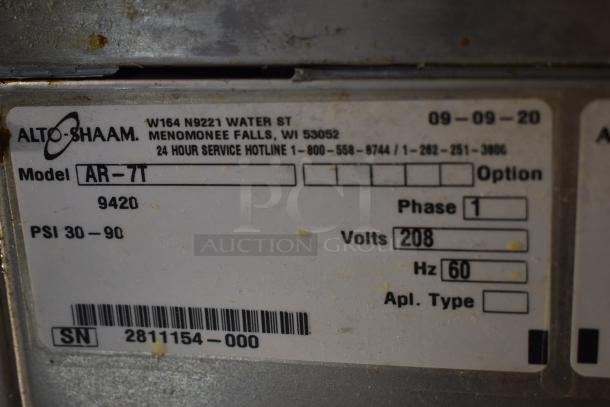 ALTO-SHAAM.
W164 N9221 WATER ST
MENOMONEE FALLS, WI 53052
09-09-20
24 HOUR SERVICE HOTLINE 1-800-558-8744 / 1-262-251-3806
Model AR-7T Option
9420
Phase 1
PSI 30-90
Volts 208
Hz 60
Apl. Type
SN 2811154-000
PCI
AUCTION GROUP
A